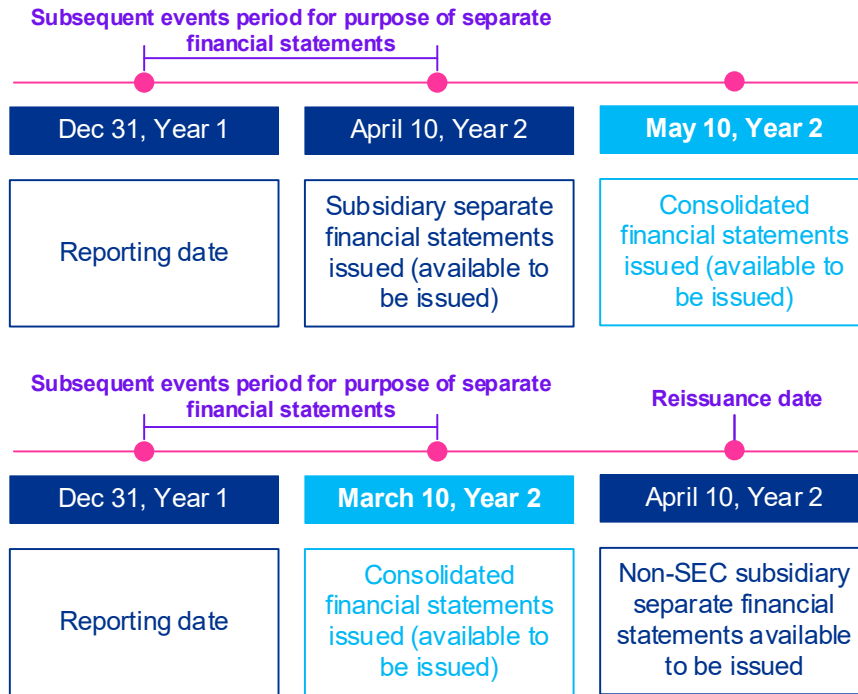 Subsequent events period for purpose of separate
financial statements
Dec 31, Year 1
April 10, Year 2
May 10, Year 2
Reporting date
Subsidiary separate
financial statements
issued (available to
be issued)
Consolidated
financial statements
issued (available to
be issued)
Subsequent events period for purpose of separate
financial statements
Reissuance date
Dec 31, Year 1
March 10, Year 2
April 10, Year 2
Reporting date
Consolidated
financial statements
issued (available to
be issued)
Non-SEC subsidiary
separate financial
statements available
to be issued